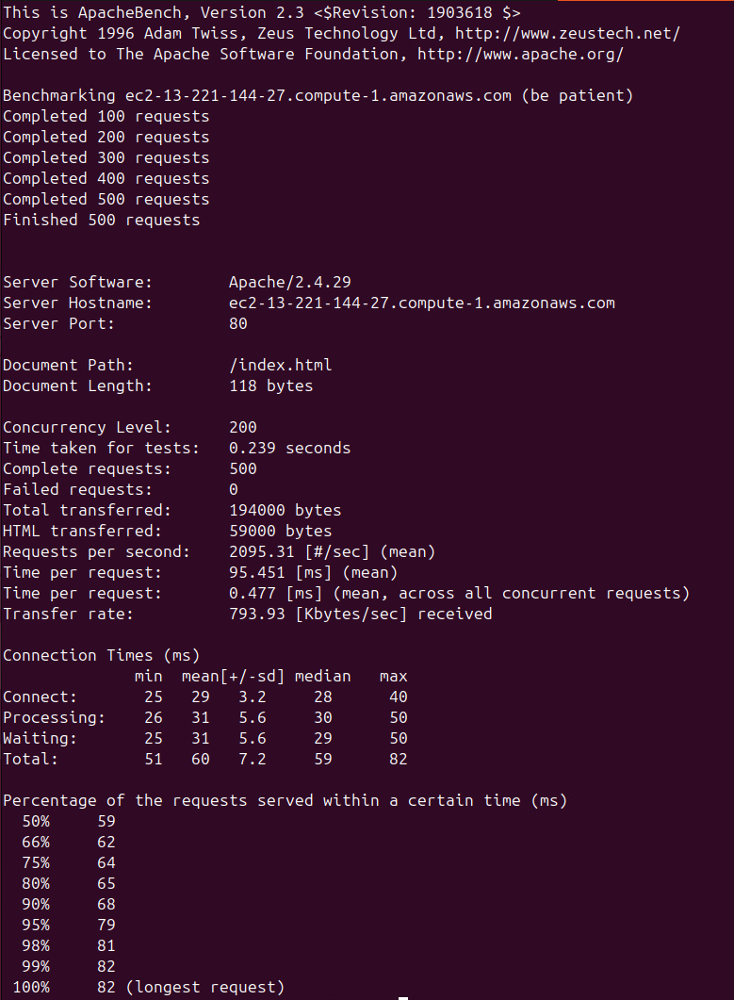 This is ApacheBench, Version 2.3 <$Revision: 1903618 $>
Copyright 1996 Adam Twiss, Zeus Technology Ltd, http://www.zeustech.net/
Licensed to The Apache Software Foundation, http://www.apache.org/

Benchmarking ec2-13-221-144-27.compute-1.amazonaws.com (be patient)
Completed 100 requests
Completed 200 requests
Completed 300 requests
Completed 400 requests
Completed 500 requests
Finished 500 requests


Server Software:        Apache/2.4.29
Server Hostname:        ec2-13-221-144-27.compute-1.amazonaws.com
Server Port:            80

Document Path:          /index.html
Document Length:        118 bytes

Concurrency Level:      200
Time taken for tests:   0.239 seconds
Complete requests:      500
Failed requests:        0
Total transferred:      194000 bytes
HTML transferred:       59000 bytes
Requests per second:    2095.31 [#/sec] (mean)
Time per request:       95.451 [ms] (mean)
Time per request:       0.477 [ms] (mean, across all concurrent requests)
Transfer rate:          793.93 [Kbytes/sec] received

Connection Times (ms)
              min  mean[+/-sd] median   max
Connect:       25   29   3.2     28      40
Processing:    26   31   5.6     30      50
Waiting:       25   31   5.6     29      50
Total:         51   60   7.2     59      82

Percentage of the requests served within a certain time (ms)
  50%     59
  66%     62
  75%     64
  80%     65
  90%     68
  95%     79
  98%     81
  99%     82
 100%     82 (longest request)